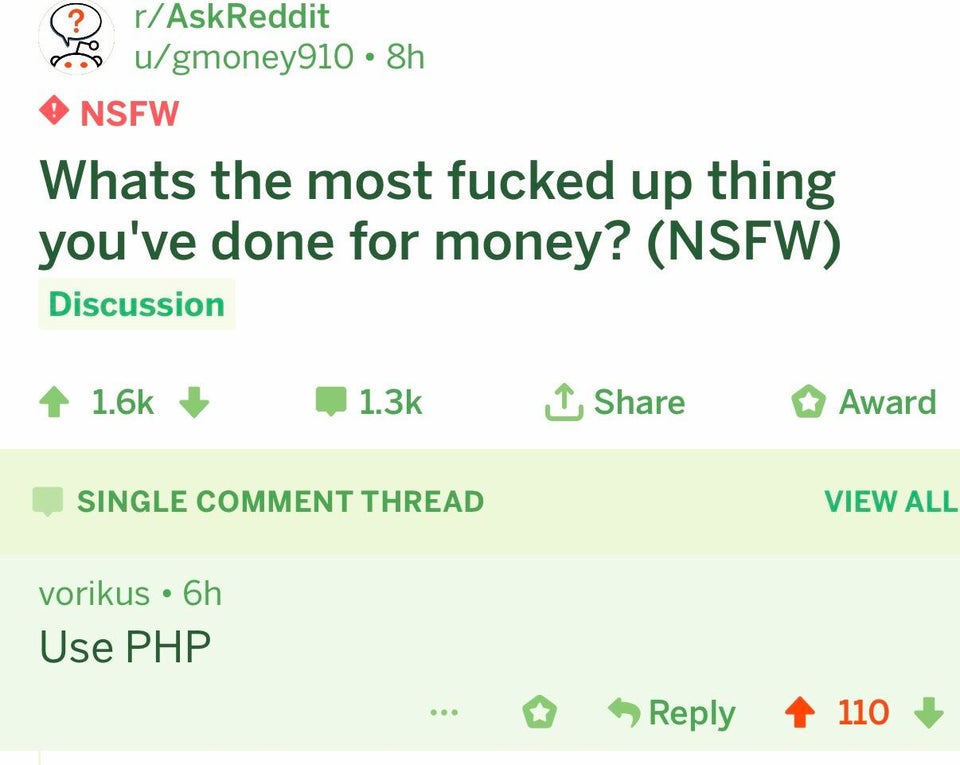 r/AskReddit
u/gmoney910 • 8h
NSFW
Whats the most fucked up thing
you've done for money? (NSFW)
Discussion
1.6k 1.3k Share Award
SINGLE COMMENT THREAD VIEW ALL
vorikus • 6h
Use PHP
... Reply 110